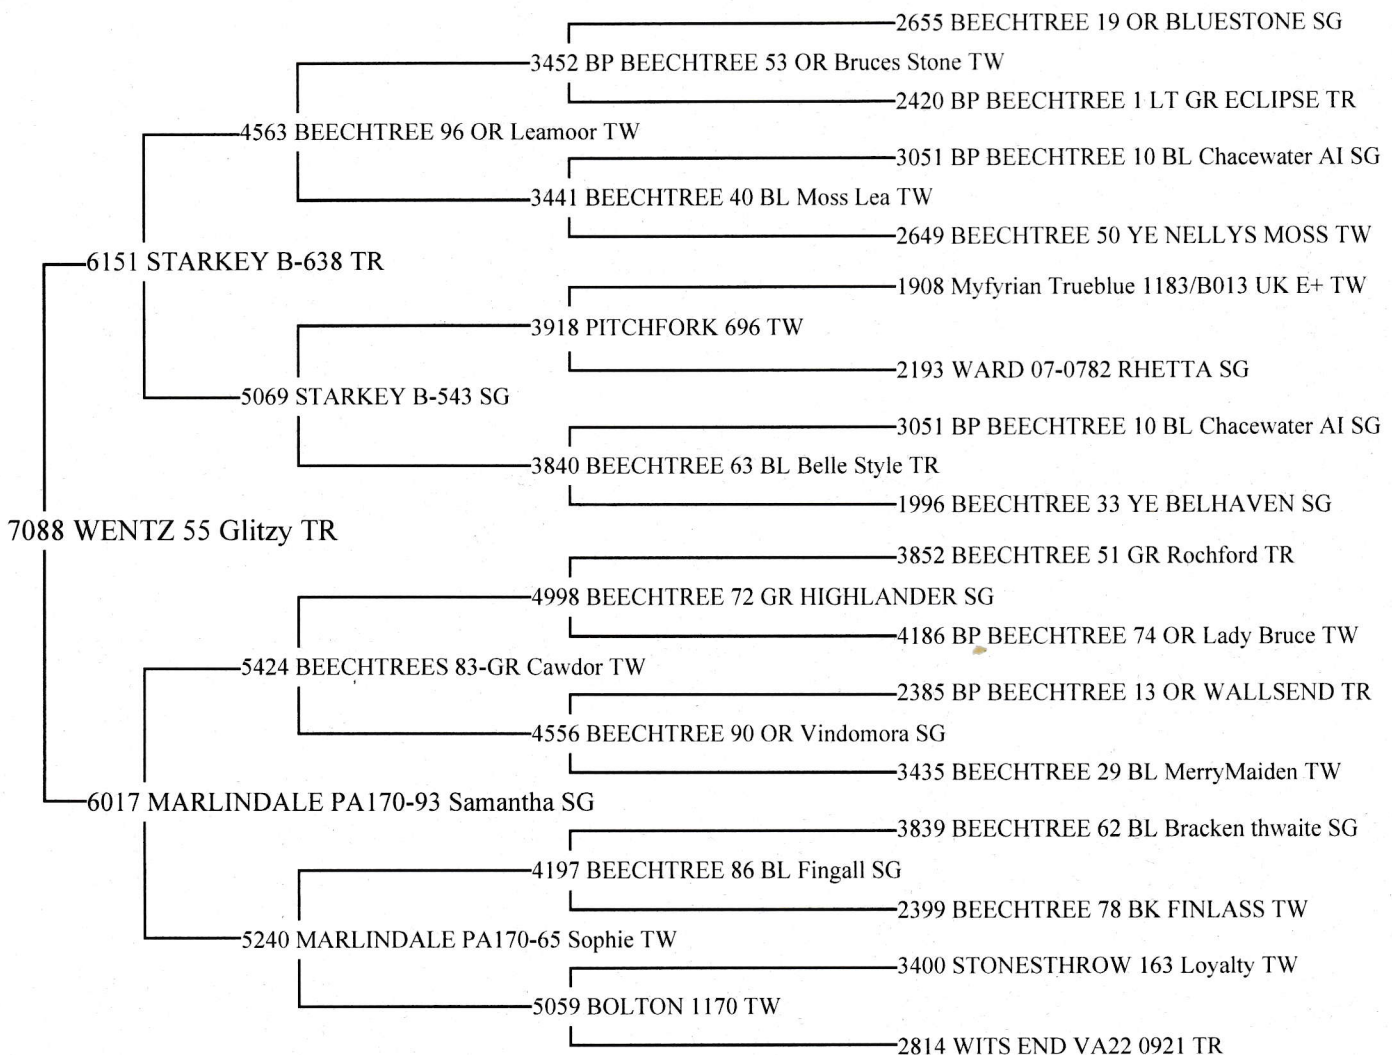 2655 BEECHTREE 19 OR BLUESTONE SG
3452 BP BEECHTREE 53 OR Bruces Stone TW
2420 BP BEECHTREE 1 LT GR ECLIPSE TR
4563 BEECHTREE 96 OR Leamoor TW
3051 BP BEECHTREE 10 BL Chacewater AI SG
3441 BEECHTREE 40 BL Moss Lea TW
2649 BEECHTREE 50 YE NELLYS MOSS TW
6151 STARKEY B-638 TR
1908 Myfyrian Trueblue 1183/B013 UK E+ TW
3918 PITCHFORK 696 TW
2193 WARD 07-0782 RHETTA SG
5069 STARKEY B-543 SG
3051 BP BEECHTREE 10 BL Chacewater AI SG
3840 BEECHTREE 63 BL Belle Style TR
1996 BEECHTREE 33 YE BELHAVEN SG
7088 WENTZ 55 Glitzy TR
3852 BEECHTREE 51 GR Rochford TR
4998 BEECHTREE 72 GR HIGHLANDER SG
4186 BP BEECHTREE 74 OR Lady Bruce TW
5424 BEECHTREES 83-GR Cawdor TW
2385 BP BEECHTREE 13 OR WALLSEND TR
4556 BEECHTREE 90 OR Vindomora SG
3435 BEECHTREE 29 BL MerryMaiden TW
6017 MARLINDALE PA170-93 Samantha SG
3839 BEECHTREE 62 BL Bracken thwaite SG
4197 BEECHTREE 86 BL Fingall SG
2399 BEECHTREE 78 BK FINLASS TW
5240 MARLINDALE PA170-65 Sophie TW
3400 STONESTHROW 163 Loyalty TW
5059 BOLTON 1170 TW
2814 WITS END VA22 0921 TR